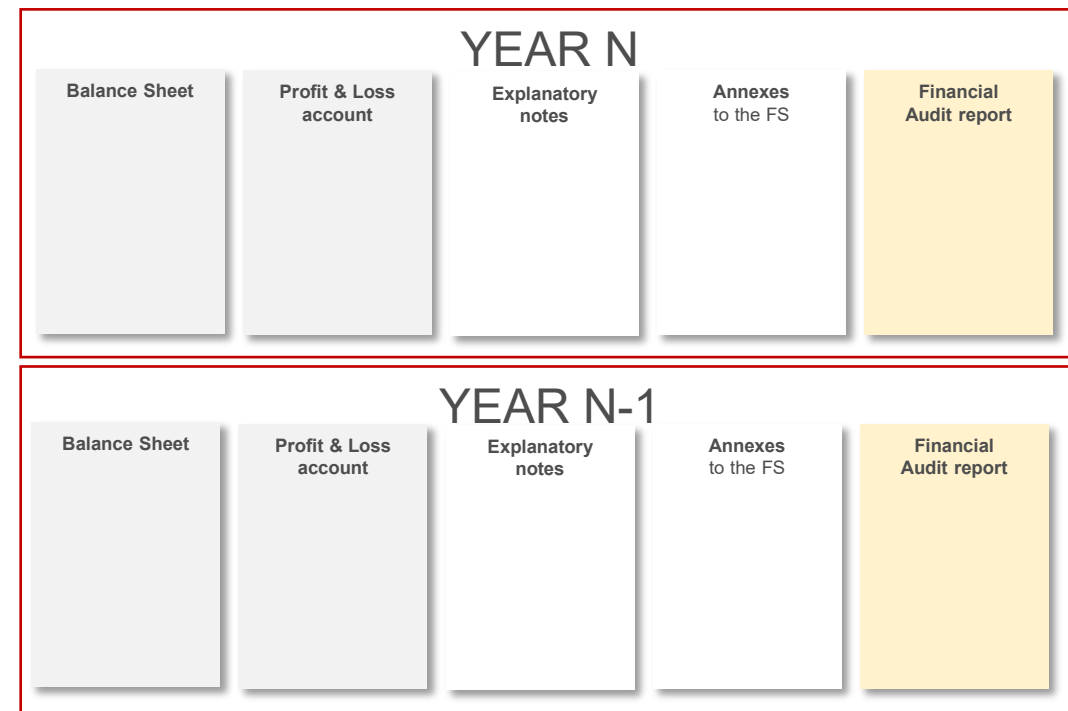 YEAR N
Balance Sheet
Profit & Loss
account
Explanatory
notes
Annexes
to the FS
Financial
Audit report
YEAR N-1
Balance Sheet
Profit & Loss
account
Explanatory
notes
Annexes
to the FS
Financial
Audit report